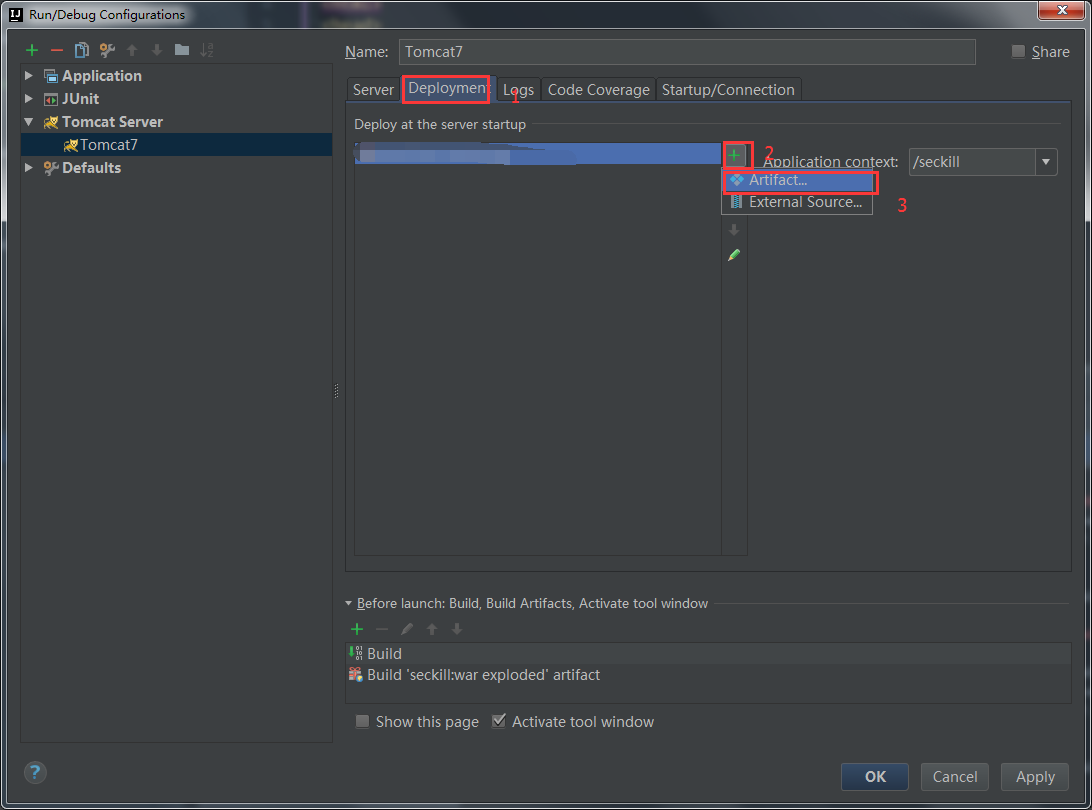 Run/Debug Configurations
Name: Tomcat7
Share
Application
JUnit
Tomcat Server
Tomcat7
Defaults
Server Deployment Logs Code Coverage Startup/Connection
1
Deploy at the server startup
2
Application context: /seckill
Artifact...
External Source...
3
Before launch: Build, Build Artifacts, Activate tool window
Build
Build 'seckill:war exploded' artifact
Show this page Activate tool window
?
OK Cancel Apply